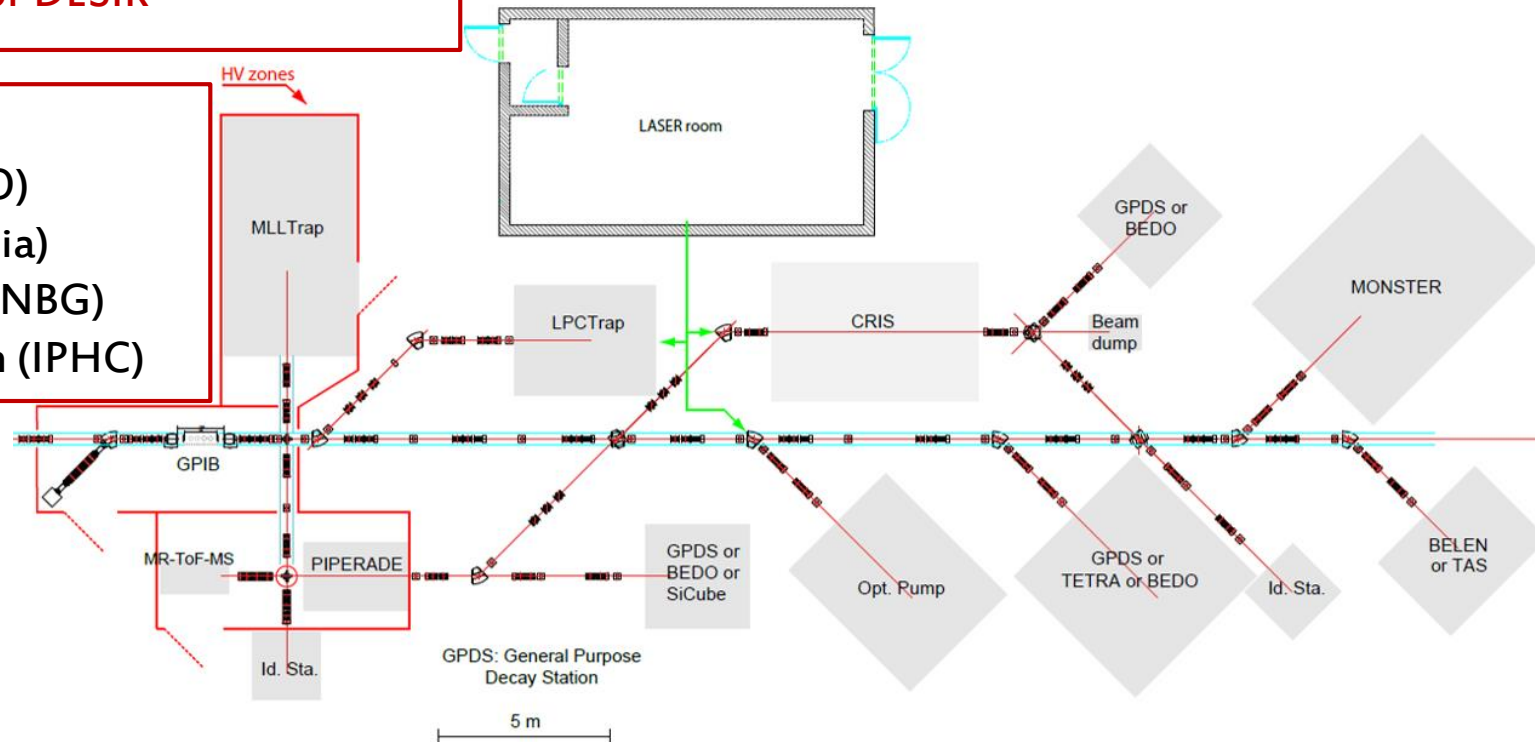 HV zones
D)
ia)
NBG)
n (IPHC)
LASER room
MLLTrap
GPDS or
BEDO
MONSTER
LPCTrap
CRIS
Beam
dump
GPIB
MR-ToF-MS
PIPERADE
GPDS or
BEDO or
SiCube
Opt. Pump
GPDS or
TETRA or BEDO
Id. Sta.
BELEN
or TAS
Id. Sta.
GPDS: General Purpose
Decay Station
5 m